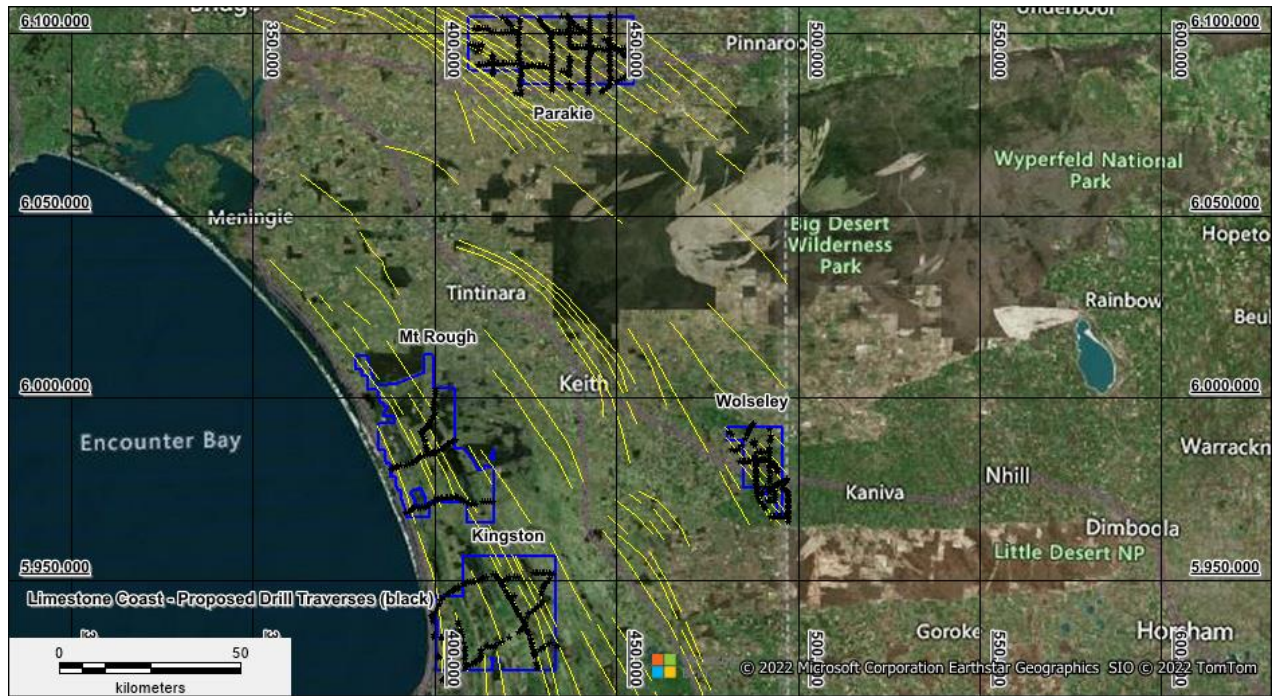 Bridge
Underbool
6.100.000
6.100.000
350.000
400.000
450.000
500.000
550.000
600.000
Pinnaroo
Parakie
Wyperfeld National
Park
6.050.000
6.050.000
Meningie
Big Desert
Wilderness
Park
Hopeto
Tintinara
Rainbow
Beul
Mt Rough
Keith
6.000.000
6.000.000
Wolseley
Encounter Bay
Warrackn
Nhill
Kaniva
Kingston
Dimboola
Little Desert NP
5.950.000
5.950.000
Limestone Coast - Proposed Drill Traverses (black)
400.000
450.000
500.000
550.000
600.000
Goroke
Horsham
0
50
kilometers
© 2022 Microsoft Corporation Earthstar Geographics SIO © 2022 TomTom